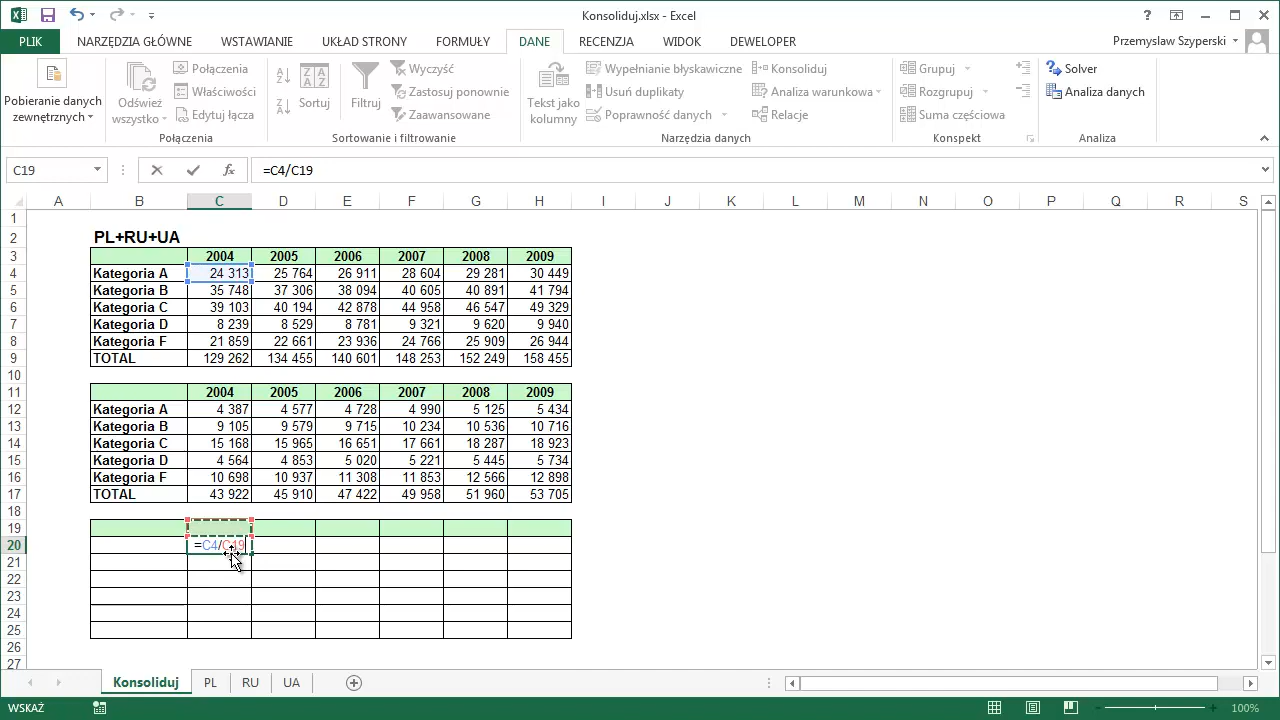 Konsoliduj.xlsx - Excel
?
PLIK NARZĘDZIA GŁÓWNE WSTAWIANIE UKŁAD STRONY FORMUŁY DANE RECENZJA WIDOK DEWELOPER Przemyslaw Szyperski
Pobieranie danych zewnętrznych
Odśwież wszystko
Połączenia
Właściwości
Edytuj łącza
Połączenia
Sortuj
Filtruj
Wyczyść
Zastosuj ponownie
Zaawansowane
Sortowanie i filtrowanie
Tekst jako kolumny
Wypełnianie błyskawiczne
Usuń duplikaty
Poprawność danych
Konsoliduj
Analiza warunkowa
Relacje
Narzędzia danych
Grupuj
Rozgrupuj
Suma częściowa
Konspekt
Solver
Analiza danych
Analiza
C19 fx =C4/C19
A B C D E F G H I J K L M N O P Q R S
1
2 PL+RU+UA
3 2004 2005 2006 2007 2008 2009
4 Kategoria A 24 313 25 764 26 911 28 604 29 281 30 449
5 Kategoria B 35 748 37 306 38 094 40 605 40 891 41 794
6 Kategoria C 39 103 40 194 42 878 44 958 46 547 49 329
7 Kategoria D 8 239 8 529 8 781 9 321 9 620 9 940
8 Kategoria F 21 859 22 661 23 936 24 766 25 909 26 944
9 TOTAL 129 262 134 455 140 601 148 253 152 249 158 455
10
11 2004 2005 2006 2007 2008 2009
12 Kategoria A 4 387 4 577 4 728 4 990 5 125 5 434
13 Kategoria B 9 105 9 579 9 715 10 234 10 536 10 716
14 Kategoria C 15 168 15 965 16 651 17 661 18 287 18 923
15 Kategoria D 4 564 4 853 5 020 5 221 5 445 5 734
16 Kategoria F 10 698 10 937 11 308 11 853 12 566 12 898
17 TOTAL 43 922 45 910 47 422 49 958 51 960 53 705
18
19
20 =C4/C19
21
22
23
24
25
26
27
Konsoliduj PL RU UA
WSKAŻ 100%